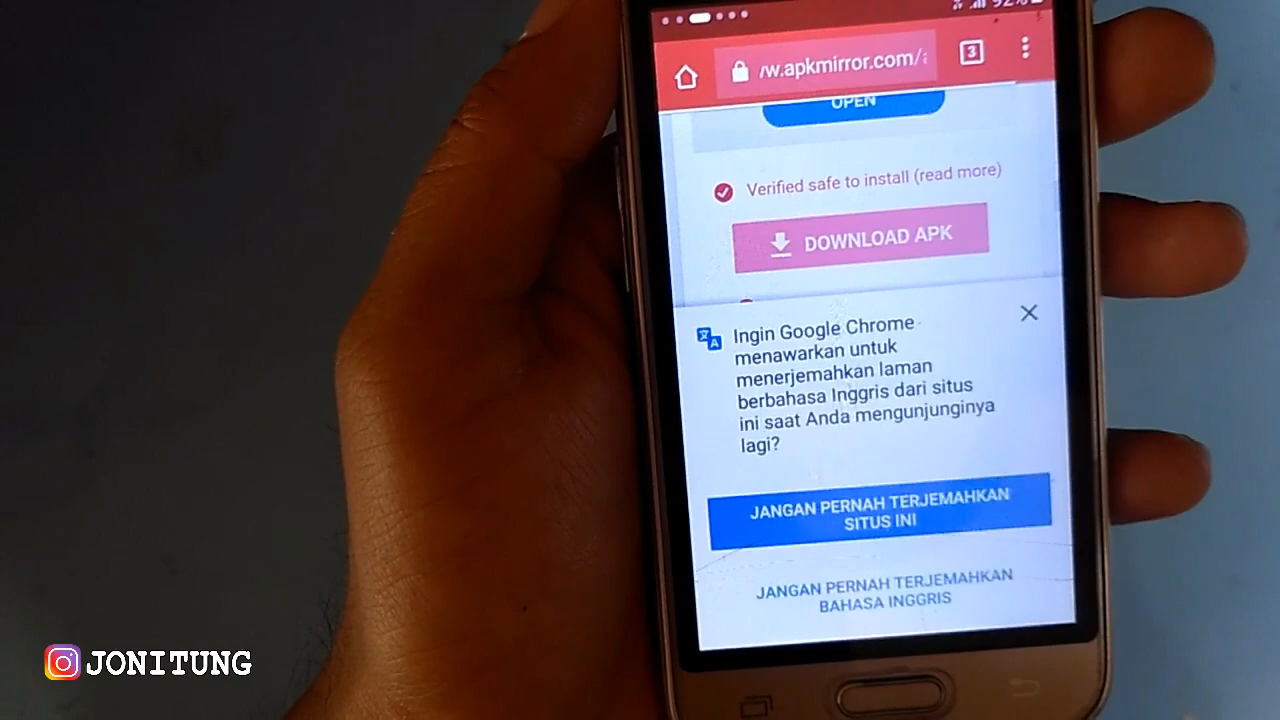 92%
w.apkmirror.com/a
3
OPEN
Verified safe to install (read more)
DOWNLOAD APK
Ingin Google Chrome
menawarkan untuk
menerjemahkan laman
berbahasa Inggris dari situs
ini saat Anda mengunjunginya
lagi?
JANGAN PERNAH TERJEMAHKAN
SITUS INI
JANGAN PERNAH TERJEMAHKAN
BAHASA INGGRIS
JONITUNG